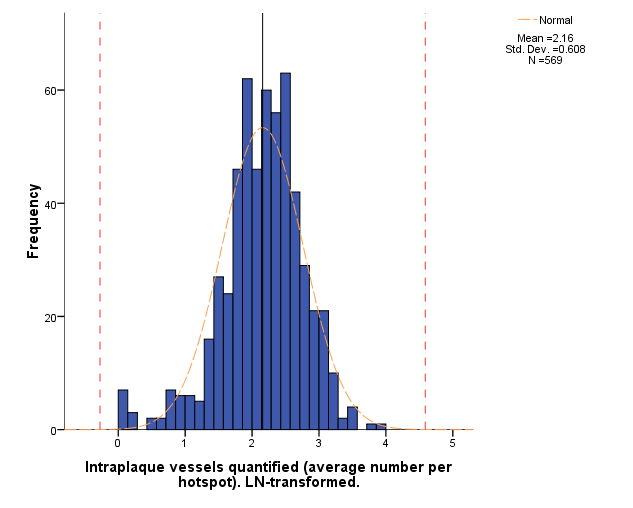 Normal
Mean =2.16
Std. Dev. =0.608
N =569
60
40
20
0
Frequency
0 1 2 3 4 5
Intraplaque vessels quantified (average number per
hotspot). LN-transformed.